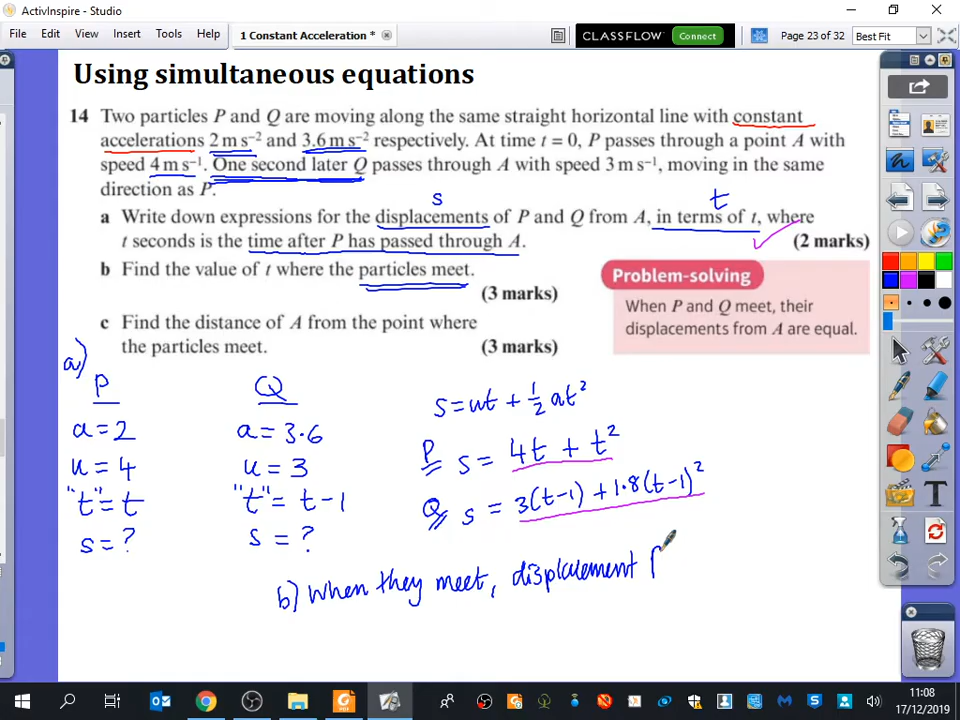 ActivInspire - Studio
File Edit View Insert Tools Help
1 Constant Acceleration *
CLASSFLOW Connect
Page 23 of 32
Best Fit
Using simultaneous equations
14 Two particles P and Q are moving along the same straight horizontal line with constant
accelerations 2 m s⁻² and 3.6 m s⁻² respectively. At time t = 0, P passes through a point A with
speed 4 m s⁻¹. One second later Q passes through A with speed 3 m s⁻¹, moving in the same
direction as P.
s t
a Write down expressions for the displacements of P and Q from A, in terms of t, where
t seconds is the time after P has passed through A. (2 marks)
b Find the value of t where the particles meet.
(3 marks)
c Find the distance of A from the point where
the particles meet. (3 marks)
Problem-solving
When P and Q meet, their
displacements from A are equal.
a)
P
a = 2
u = 4
"t" = t
s = ?
Q
a = 3.6
u = 3
"t" = t - 1
s = ?
s = ut + ½ at²
P s = 4t + t²
Q s = 3(t-1) + 1.8(t-1)²
b) When they meet, displacement
11:08
17/12/2019